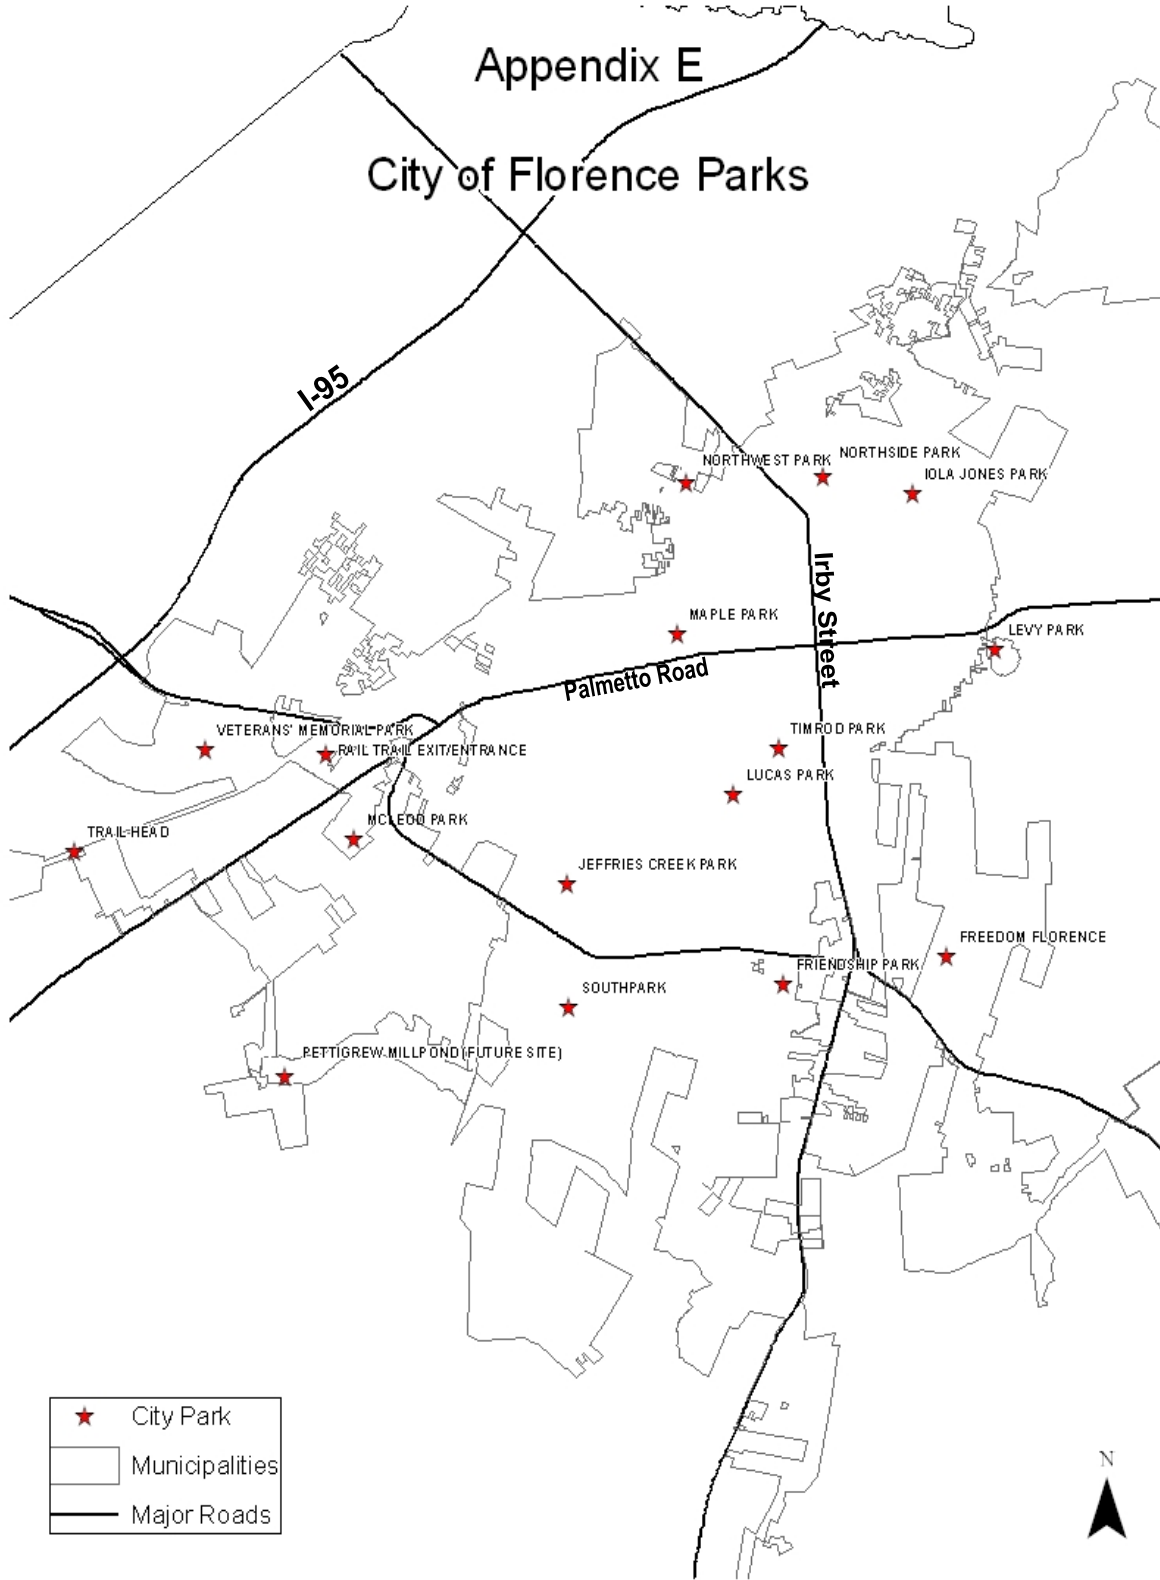 Appendix E
City of Florence Parks
I-95
NORTHWEST PARK
NORTHSIDE PARK
IOLA JONES PARK
Irby Street
MAPLE PARK
LEVY PARK
Palmetto Road
VETERANS' MEMORIAL PARK
RAIL TRAIL EXIT/ENTRANCE
TIMROD PARK
LUCAS PARK
TRAIL HEAD
MCLEOD PARK
JEFFRIES CREEK PARK
FREEDOM FLORENCE
FRIENDSHIP PARK
SOUTHPARK
PETTIGREW MILLPOND(FUTURE SITE)
City Park
Municipalities
Major Roads
N